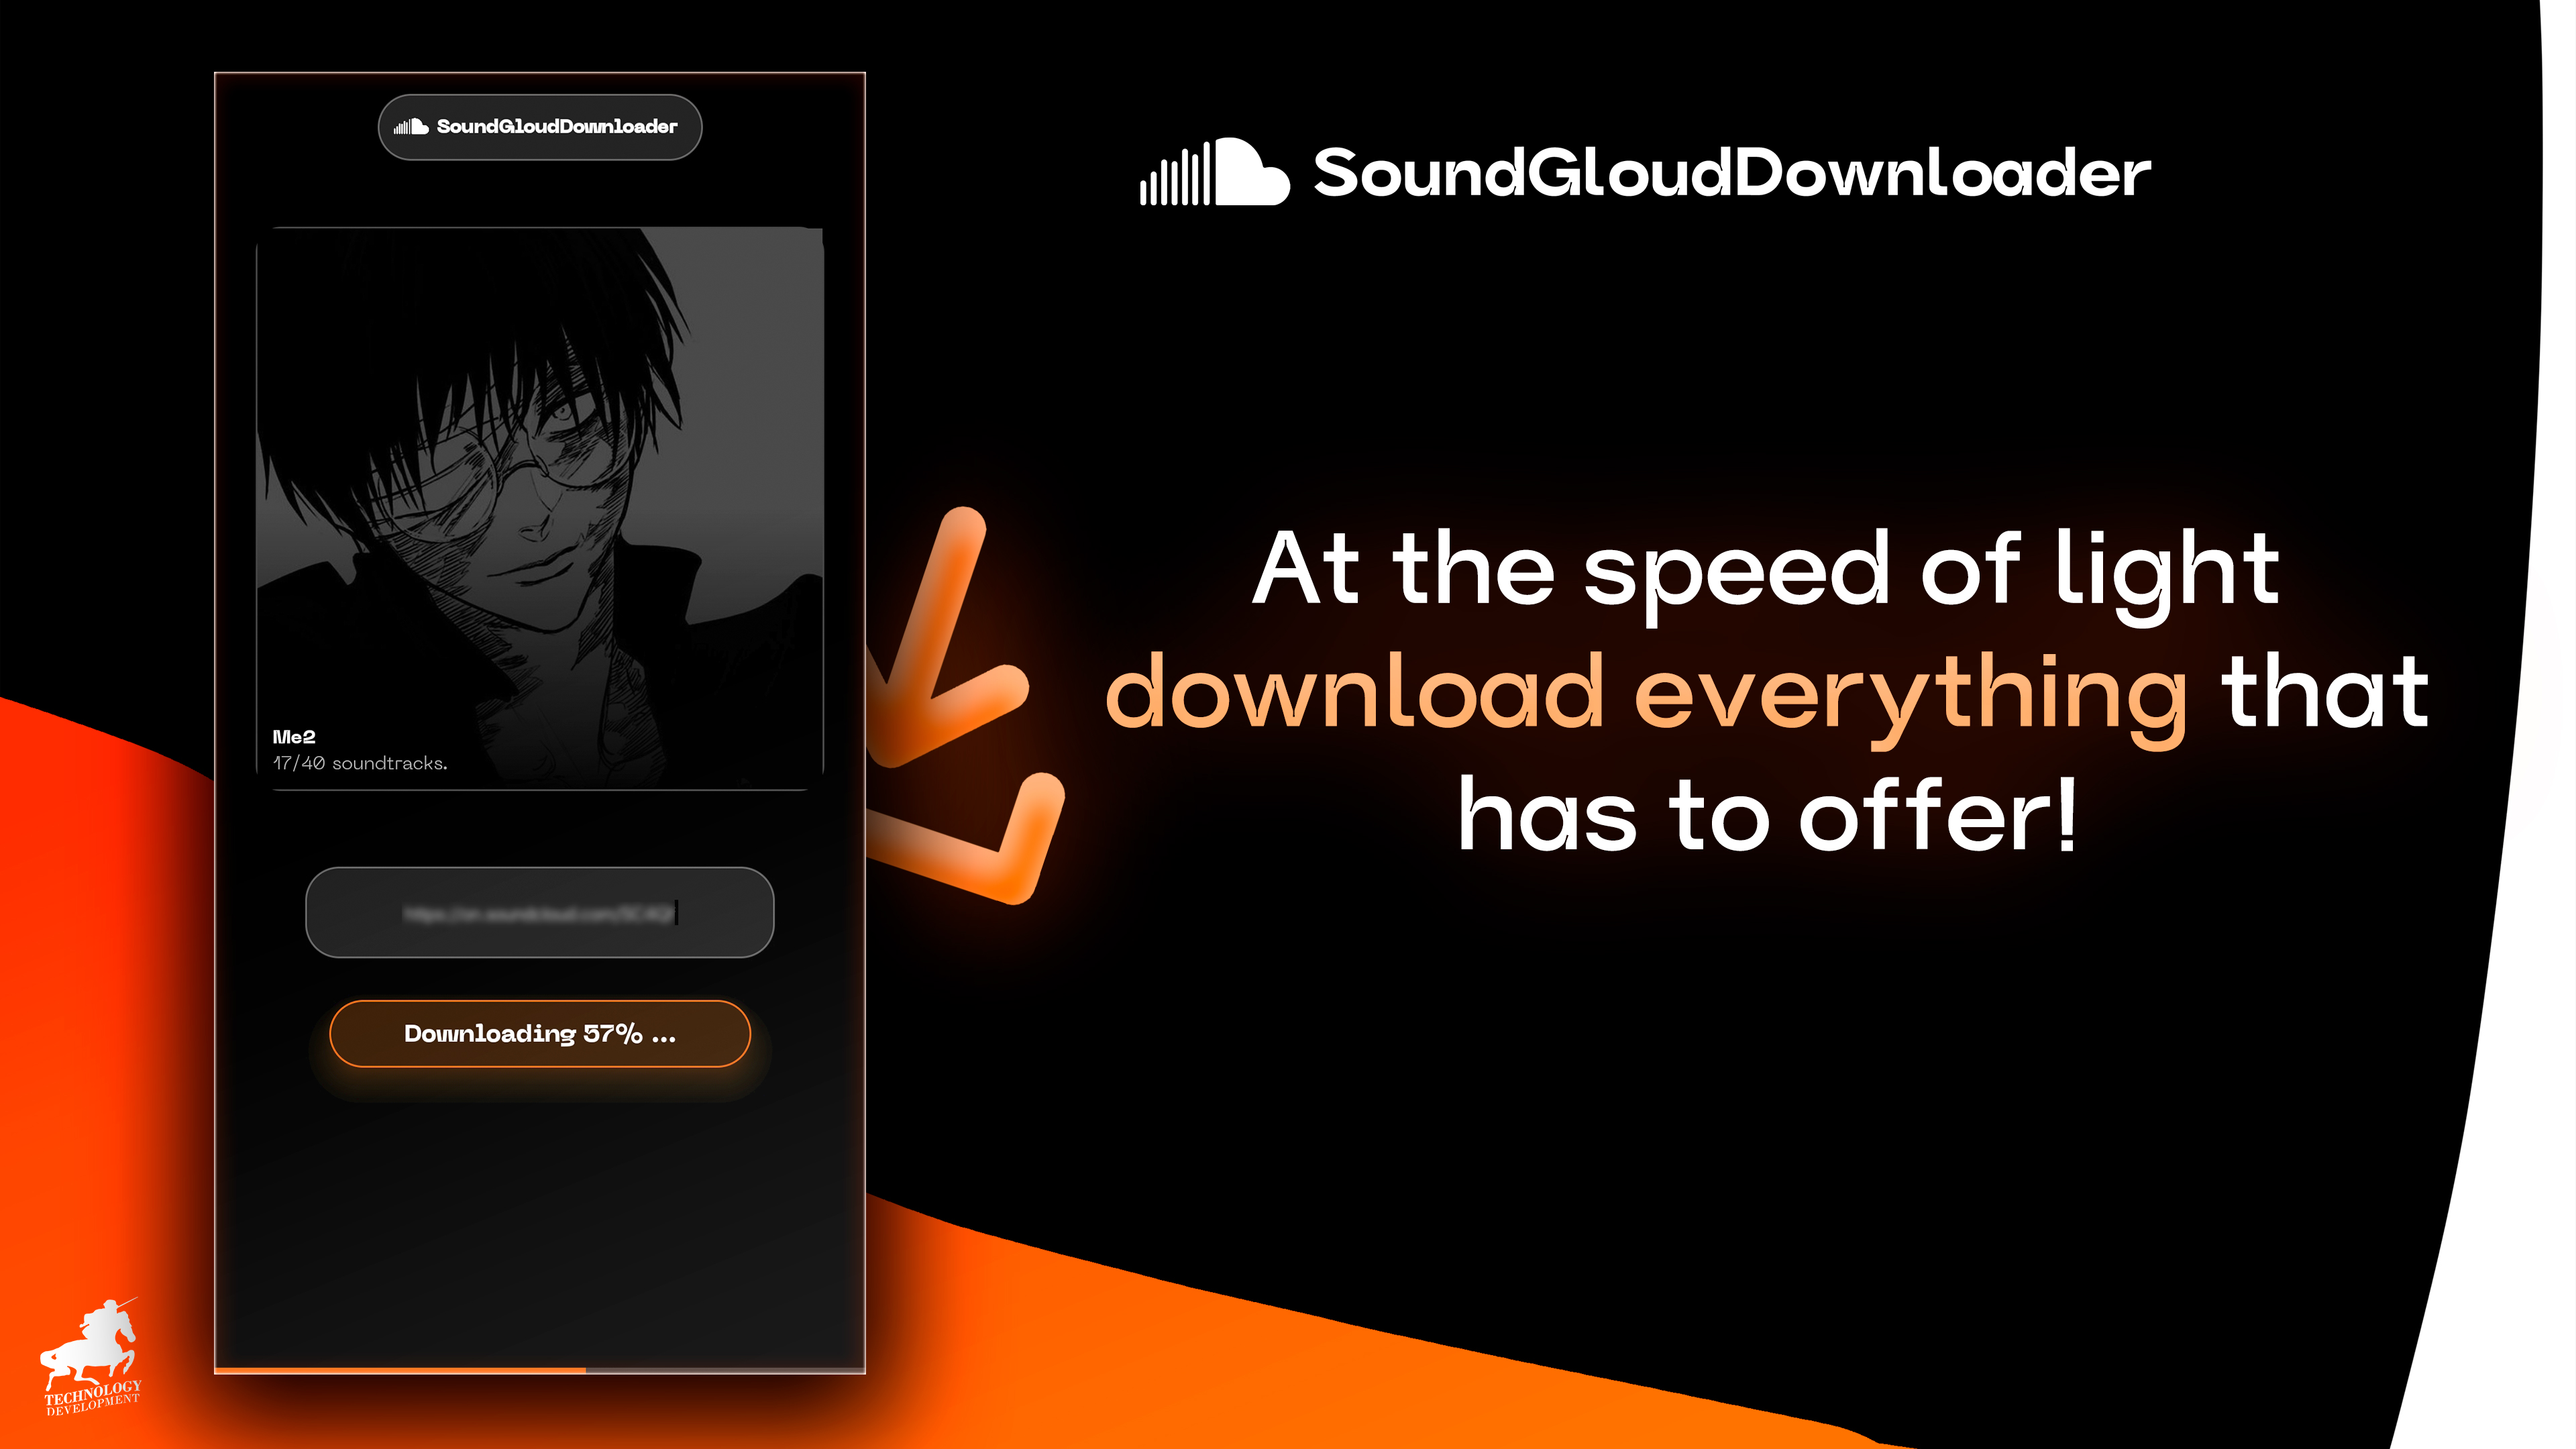 SoundGloudDownloader
Me2
17/40 soundtracks.
Downloading 57% ...
SoundGloudDownloader
At the speed of light
download everything that
has to offer!
TECHNOLOGY
DEVELOPMENT